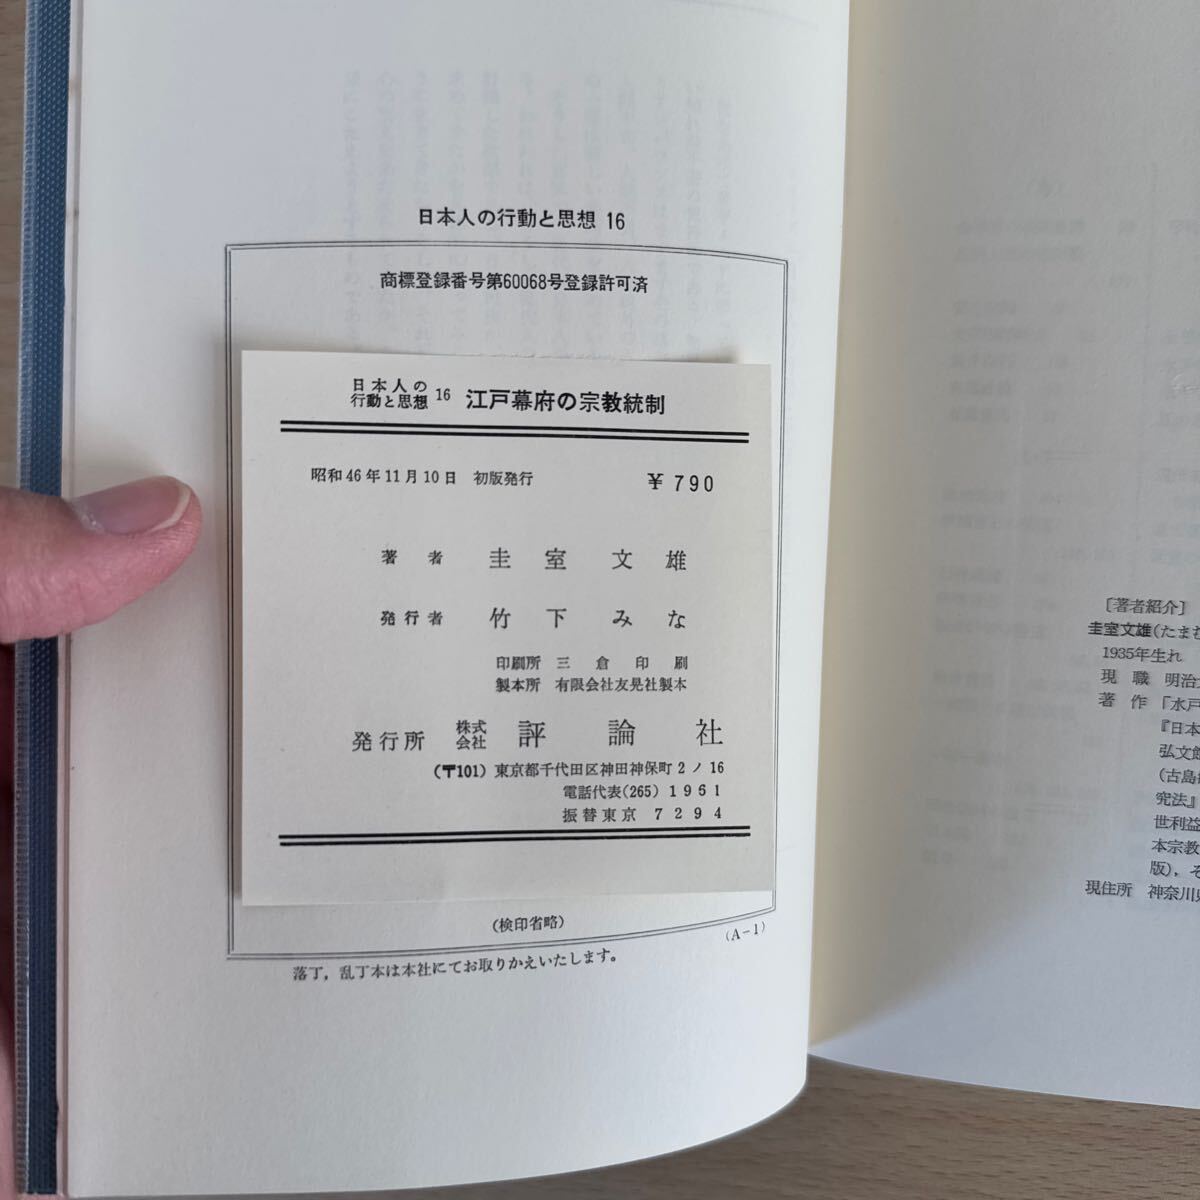 日本人の行動と思想 16
商標登録番号第60068号登録許可済
日本人の
行動と思想 16 江戸幕府の宗教統制
昭和46年11月10日 初版発行 ¥790
著者 圭室文雄
発行者 竹下みな
印刷所 三倉印刷
製本所 有限会社友晃社製本
発行所 株式会社 評論社
(〒101) 東京都千代田区神田神保町2ノ16
電話代表(265)1951
振替東京 7294
(検印省略)
(A-1)
落丁，乱丁本は本社にてお取りかえいたします。
〔著者紹介〕
圭室文雄(たまむ
1935年生れ
現職 明治大
著作 「水戸
『日本
弘文館
(古島
究法』
世利益
本宗教
版)，そ
現住所 神奈川県